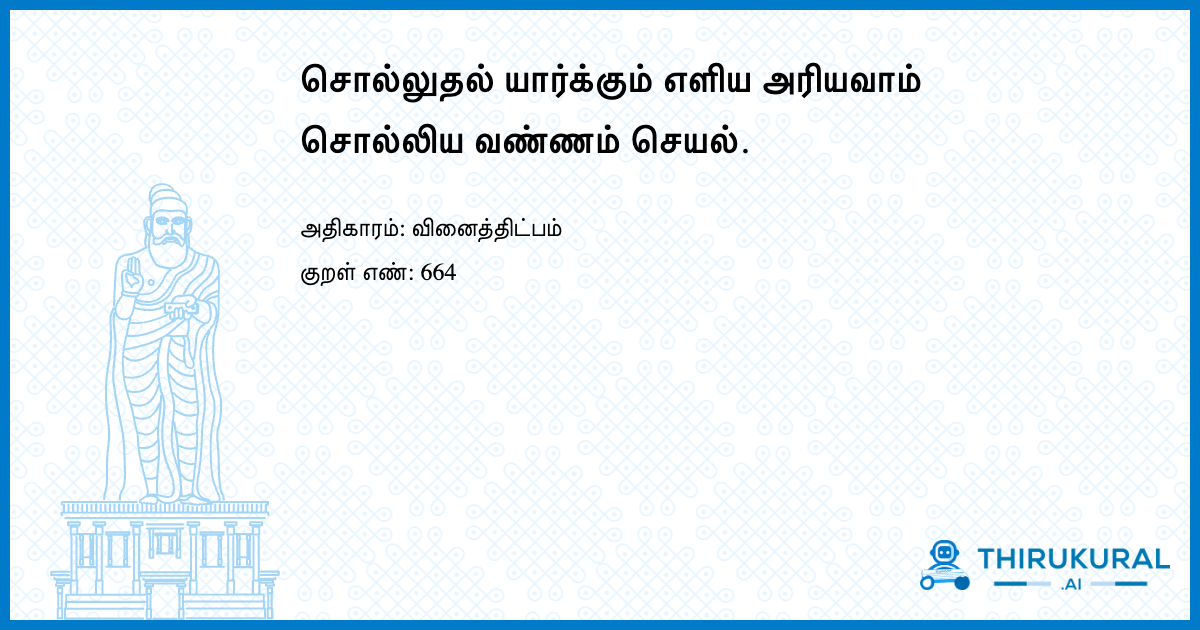 சொல்லுதல் யார்க்கும் எளிய அரியவாம்
சொல்லிய வண்ணம் செயல்.
அதிகாரம்: வினைத்திட்பம்
குறள் எண்: 664
THIRUKURAL
.AI